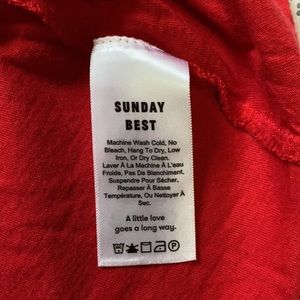 SUNDAY
BEST
Machine Wash Cold, No
Bleach, Hang To Dry, Low
Iron, Or Dry Clean.
Laver À La Machine À L'eau
Froide, Pas De Blanchiment,
Suspendre Pour Sécher,
Repasser À Basse
Température, Ou Nettoyer À
Sec.
A little love
goes a long way.